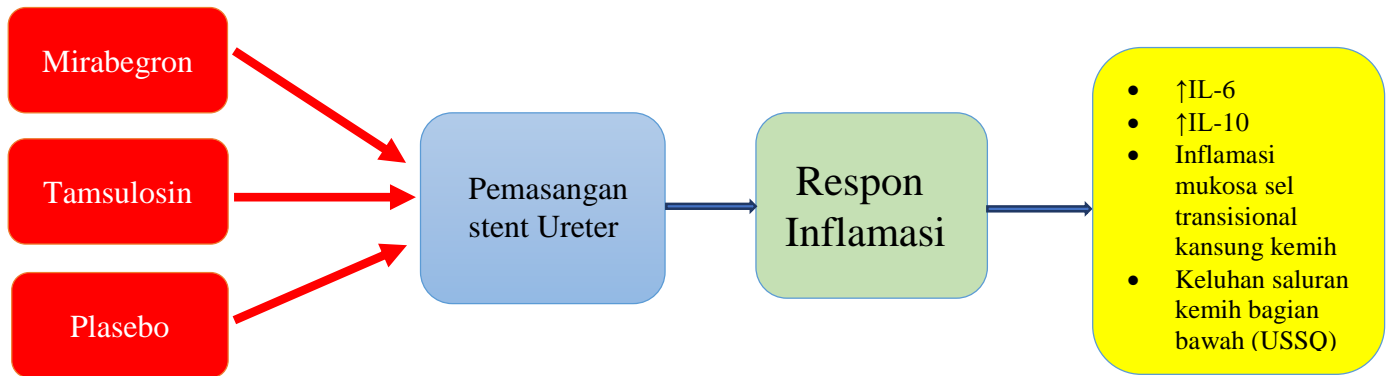 Mirabegron
Tamsulosin
Plasebo
Pemasangan
stent Ureter
Respon
Inflamasi
• ↑IL-6
• ↑IL-10
• Inflamasi
mukosa sel
transisional
kansung kemih
• Keluhan saluran
kemih bagian
bawah (USSQ)